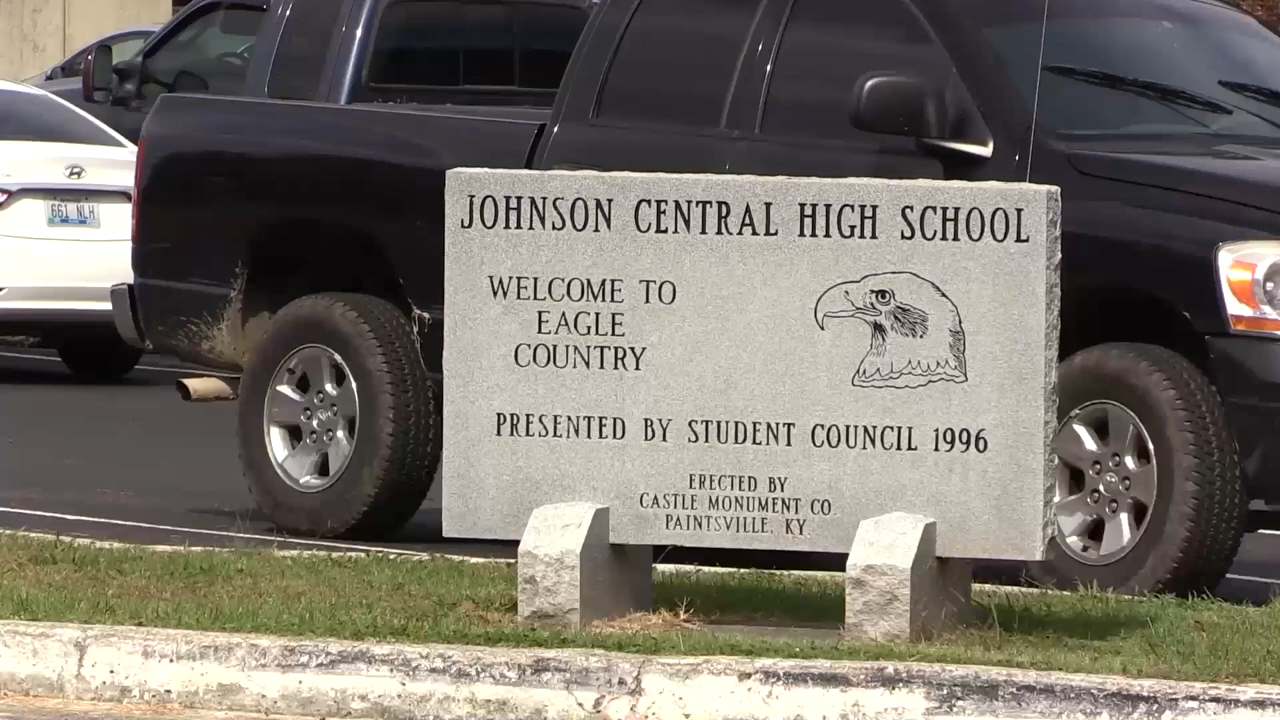 JOHNSON CENTRAL HIGH SCHOOL
WELCOME TO
EAGLE
COUNTRY
PRESENTED BY STUDENT COUNCIL 1996
ERECTED BY
CASTLE MONUMENT CO.
PAINTSVILLE, KY.
661 NLH